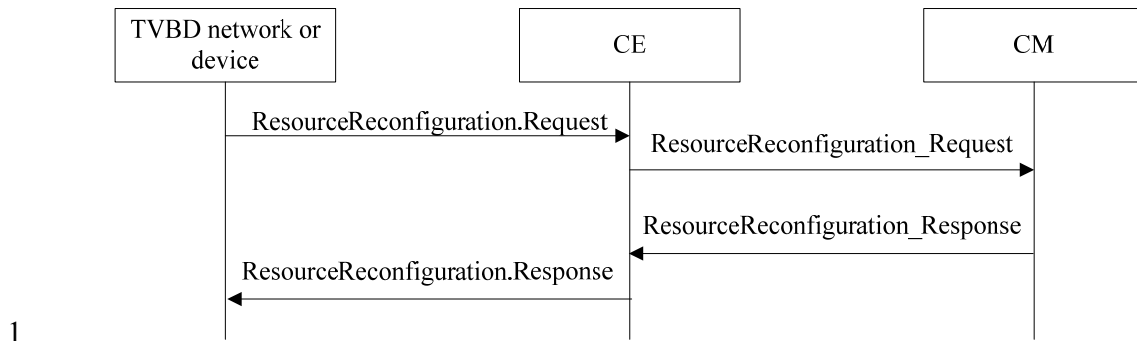 TVBD network or
device
CE
CM
ResourceReconfiguration.Request
ResourceReconfiguration_Request
ResourceReconfiguration_Response
ResourceReconfiguration.Response
1